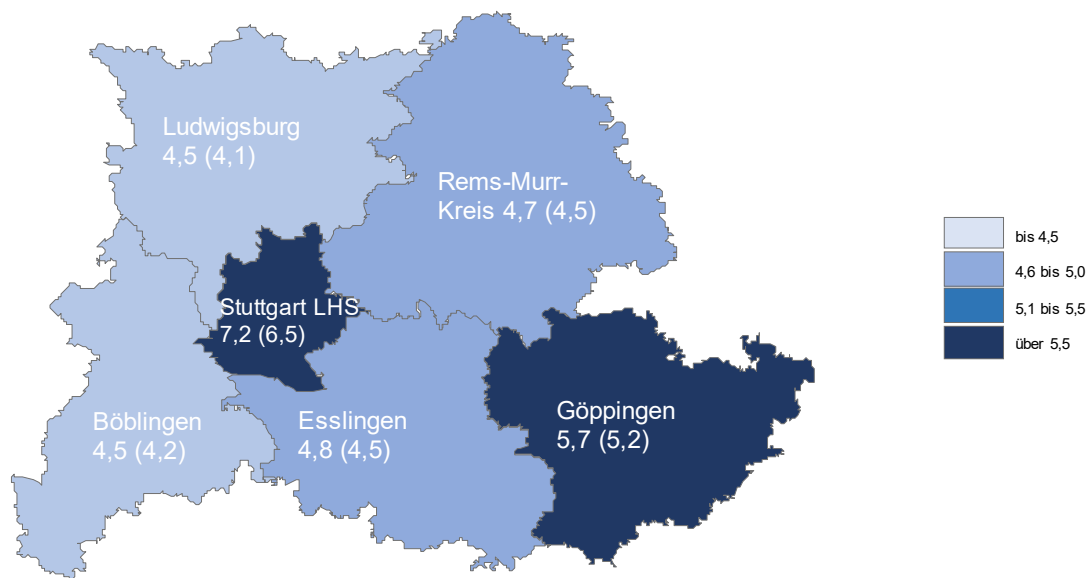 Ludwigsburg
4,5 (4,1)
Rems-Murr-
Kreis 4,7 (4,5)
Stuttgart LHS
7,2 (6,5)
Böblingen
4,5 (4,2)
Esslingen
4,8 (4,5)
Göppingen
5,7 (5,2)
bis 4,5
4,6 bis 5,0
5,1 bis 5,5
über 5,5